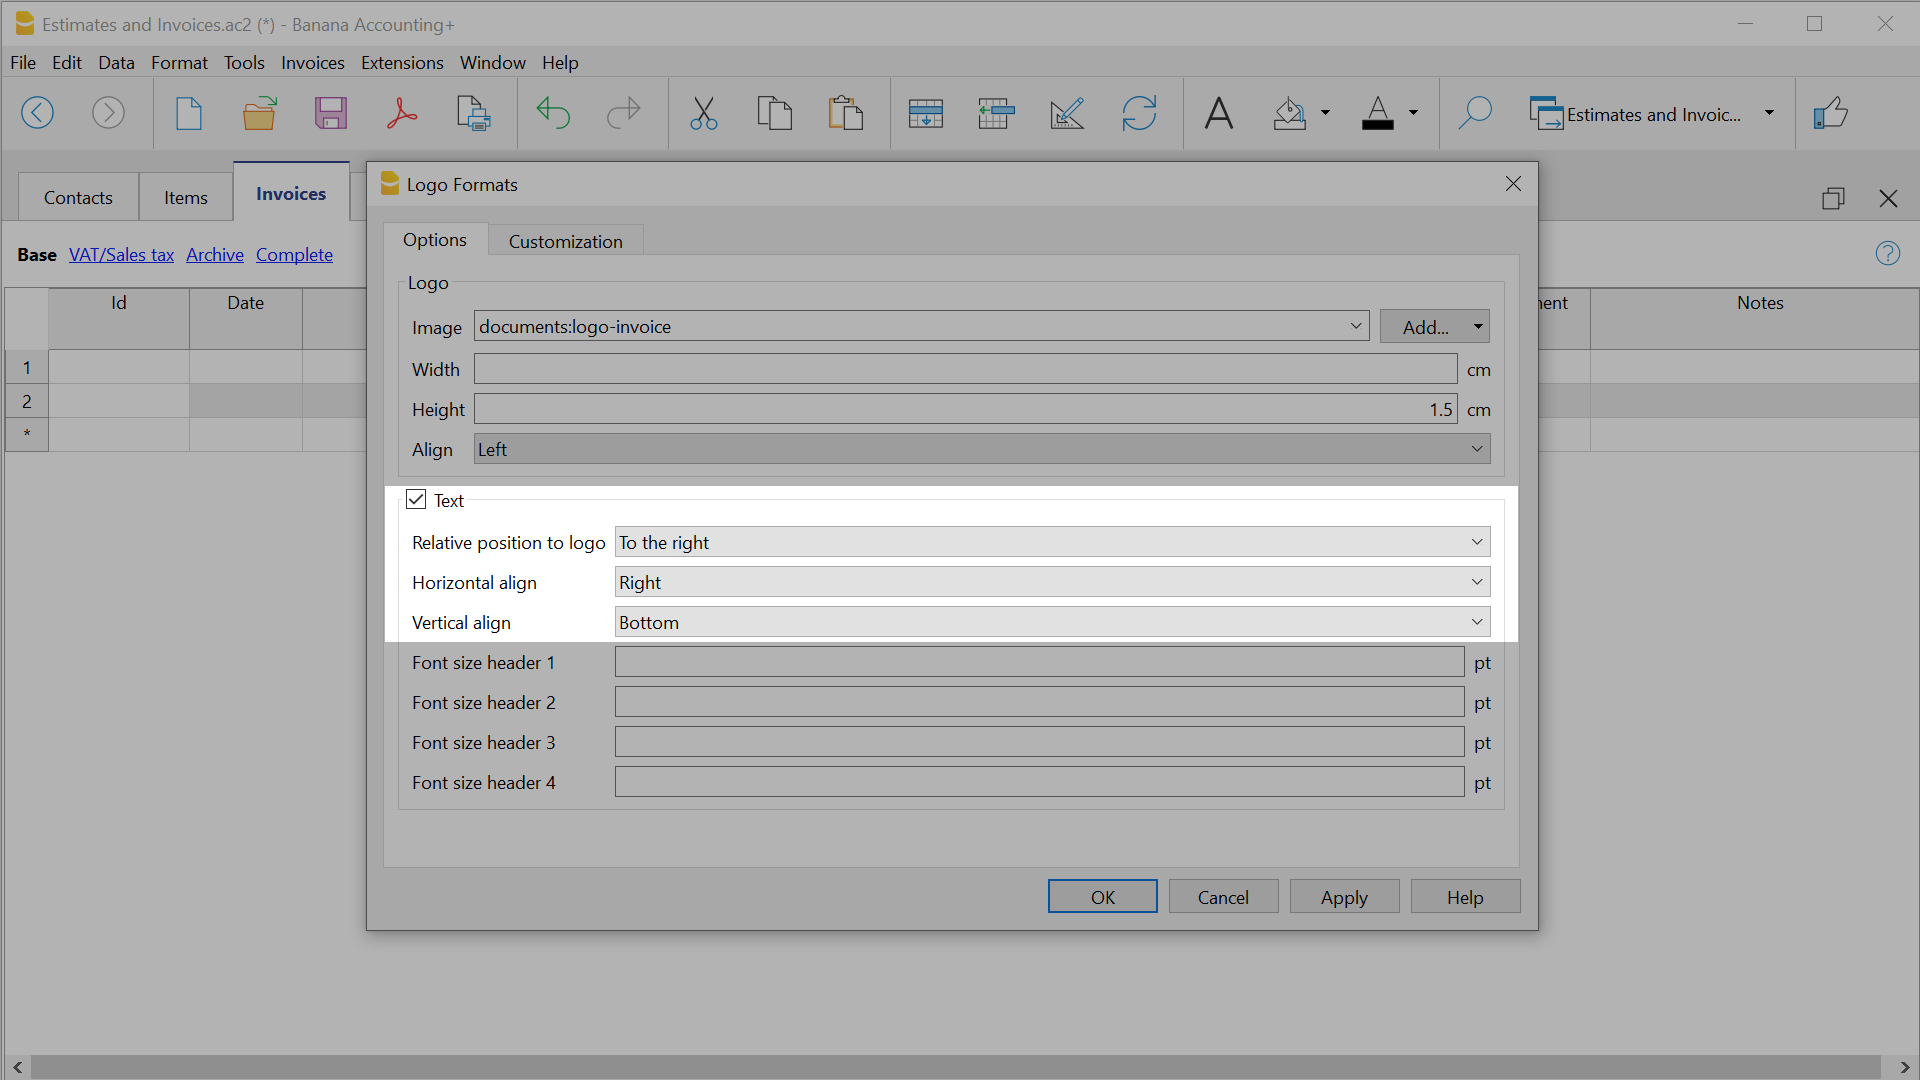 Estimates and Invoices.ac2 (*) - Banana Accounting+
File Edit Data Format Tools Invoices Extensions Window Help
Estimates and Invoic...
Contacts Items Invoices
Logo Formats
Options Customization
Base VAT/Sales tax Archive Complete
Logo
Id Date Notes
Image documents:logo-invoice Add...
1
Width cm
2
Height 1.5 cm
*
Align Left
Text
Relative position to logo To the right
Horizontal align Right
Vertical align Bottom
Font size header 1 pt
Font size header 2 pt
Font size header 3 pt
Font size header 4 pt
OK Cancel Apply Help